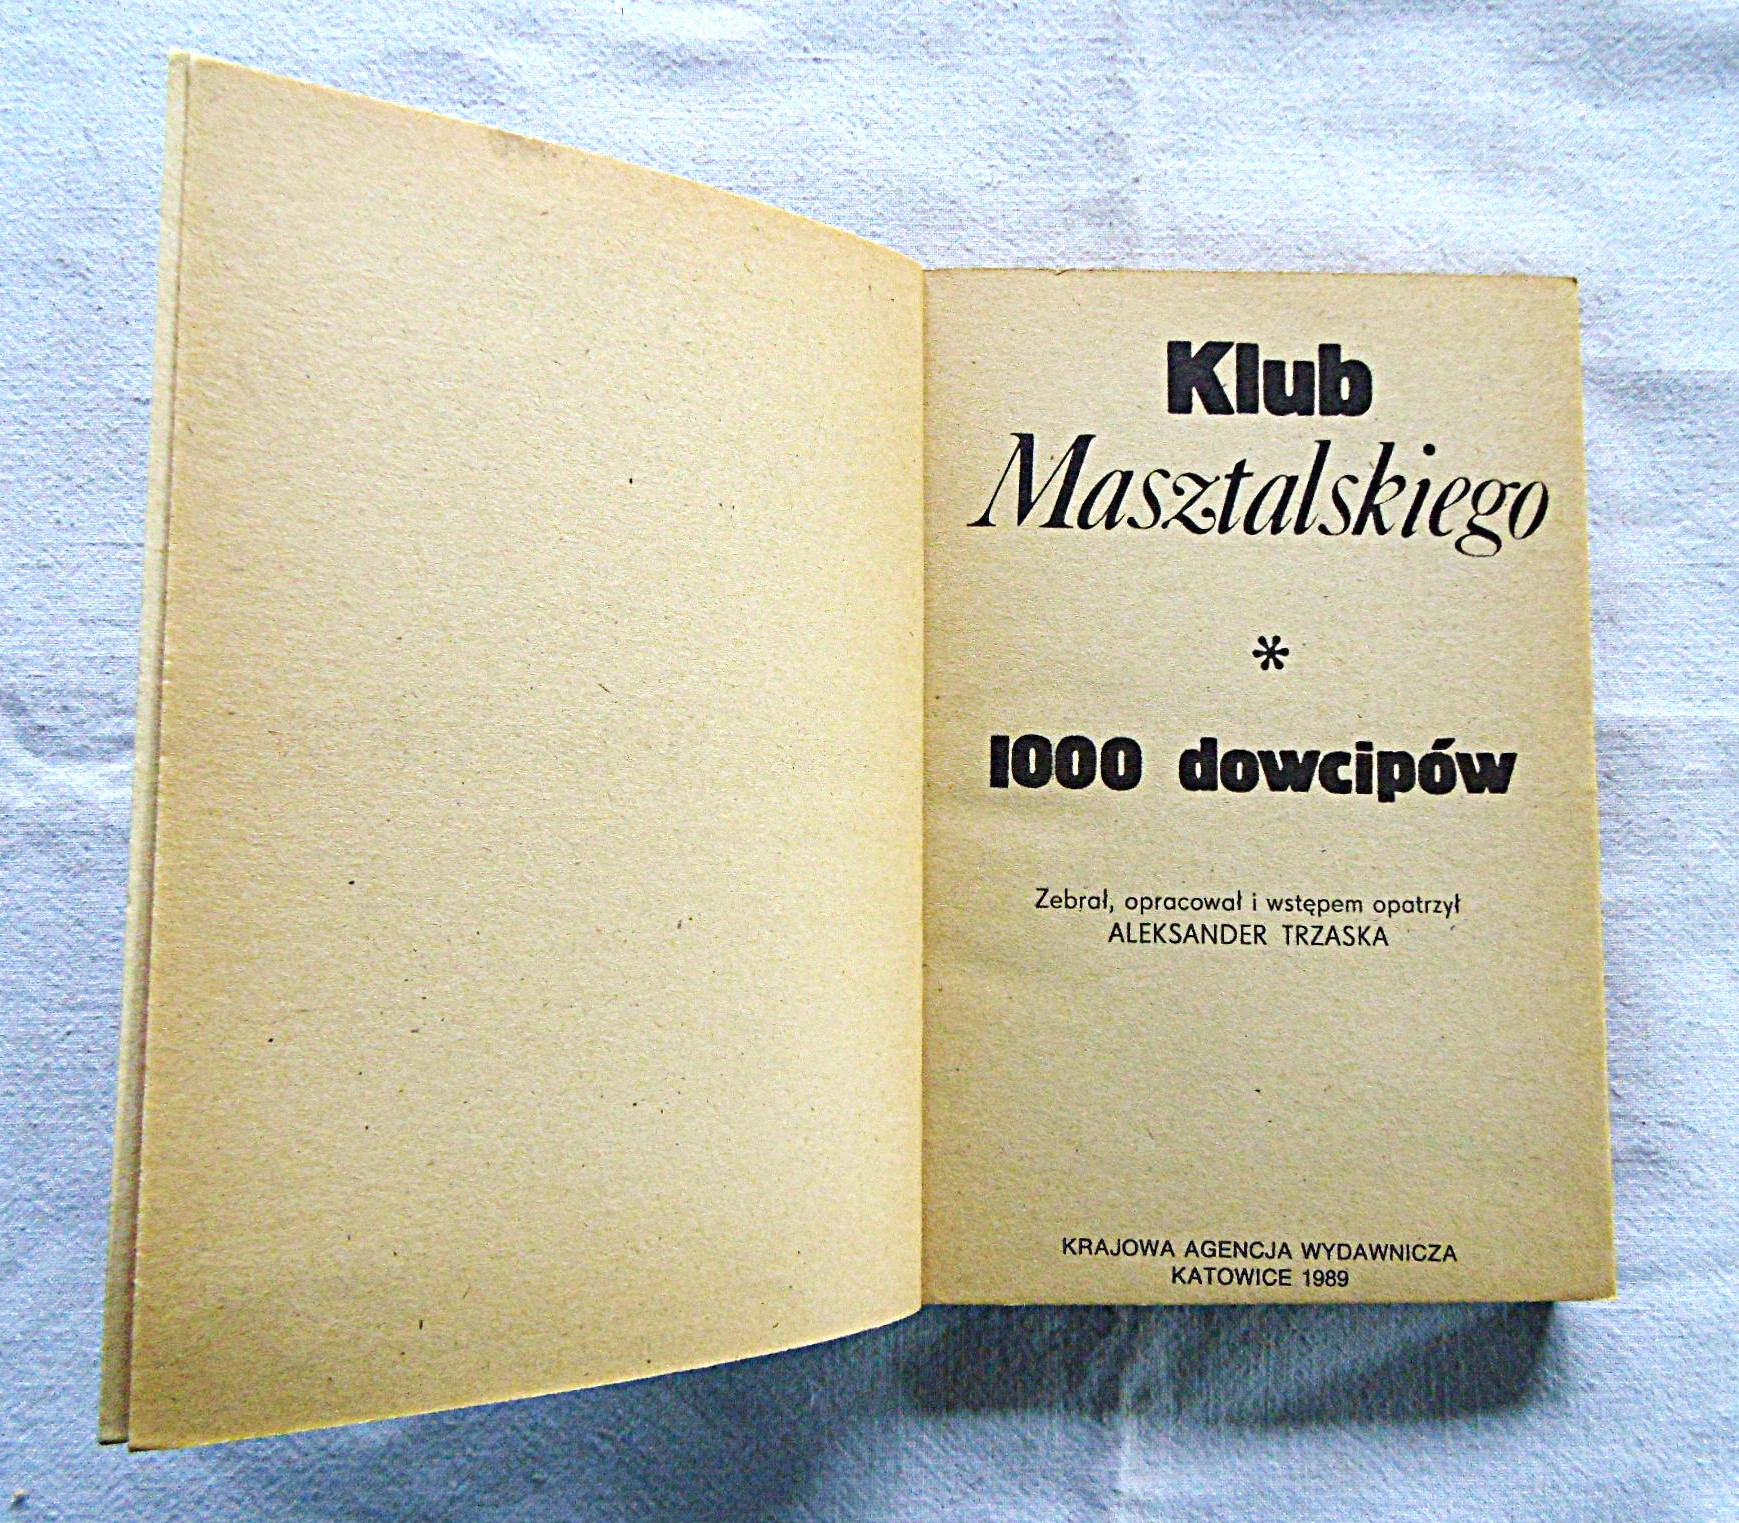 Klub
Masztalskiego
*
1000 dowcipów
Zebrał, opracował i wstępem opatrzył
ALEKSANDER TRZASKA
KRAJOWA AGENCJA WYDAWNICZA
KATOWICE 1989